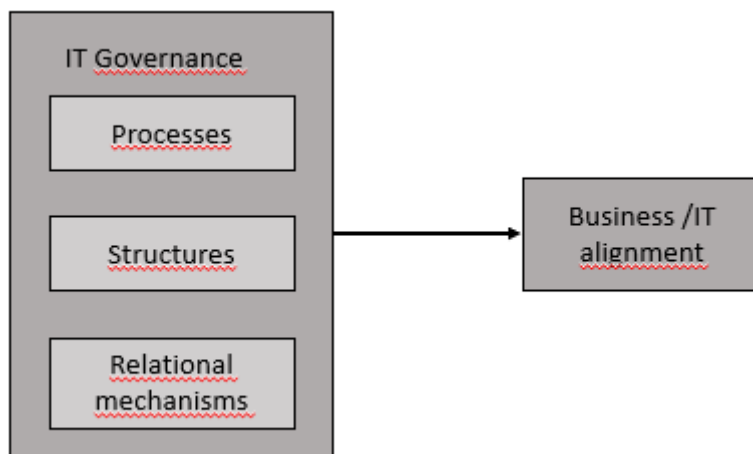 IT Governance
Processes
Structures
Relational
mechanisms
Business /IT
alignment